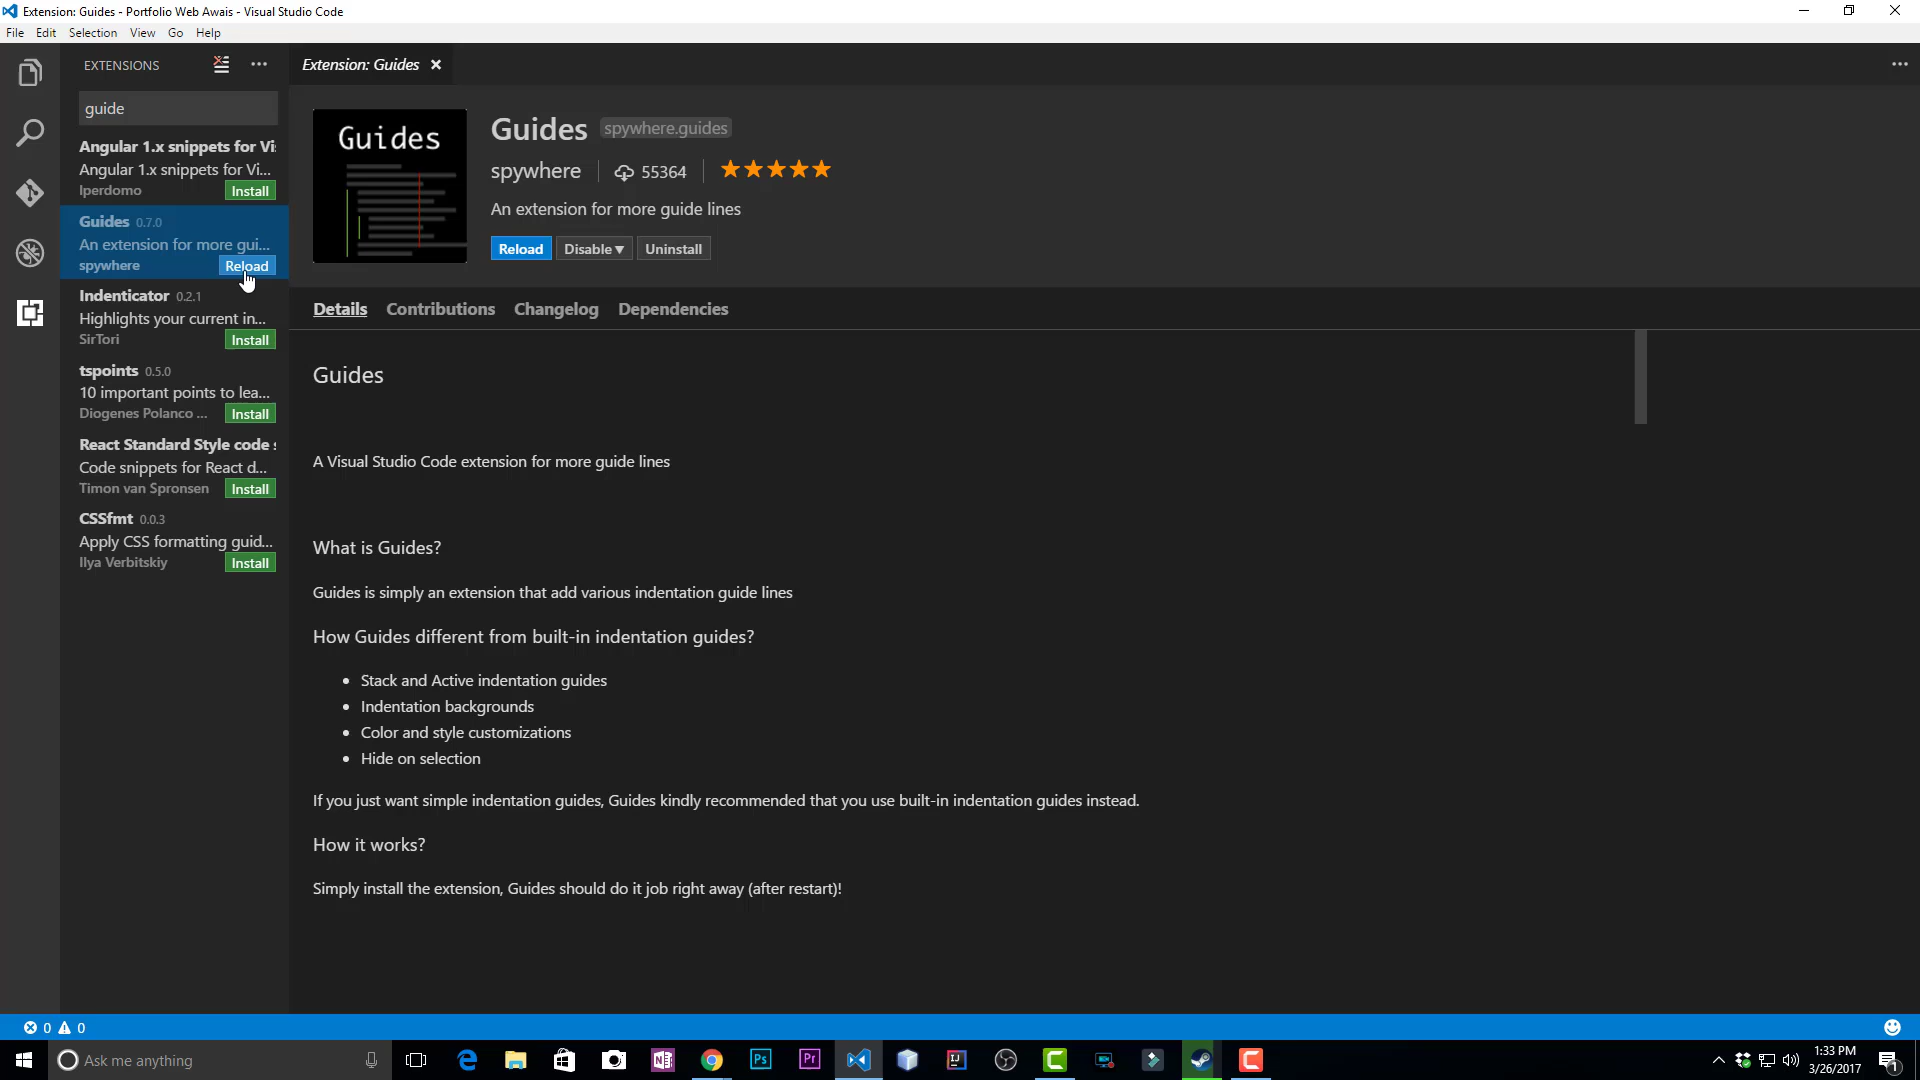 Extension: Guides - Portfolio Web Awais - Visual Studio Code
File Edit Selection View Go Help
EXTENSIONS
guide
Angular 1.x snippets for Vi
Angular 1.x snippets for Vi...
Iperdomo Install
Guides 0.7.0
An extension for more gui...
spywhere Reload
Indenticator 0.2.1
Highlights your current in...
SirTori Install
tspoints 0.5.0
10 important points to lea...
Diogenes Polanco ... Install
React Standard Style code s
Code snippets for React d...
Timon van Spronsen Install
CSSfmt 0.0.3
Apply CSS formatting guid...
Ilya Verbitskiy Install
Extension: Guides
Guides
Guides spywhere.guides
spywhere 55364
An extension for more guide lines
Reload Disable Uninstall
Details Contributions Changelog Dependencies
Guides
A Visual Studio Code extension for more guide lines
What is Guides?
Guides is simply an extension that add various indentation guide lines
How Guides different from built-in indentation guides?
• Stack and Active indentation guides
• Indentation backgrounds
• Color and style customizations
• Hide on selection
If you just want simple indentation guides, Guides kindly recommended that you use built-in indentation guides instead.
How it works?
Simply install the extension, Guides should do it job right away (after restart)!
0 0
Ask me anything
N
Ps
Pr
IJ
1:33 PM
3/26/2017
1